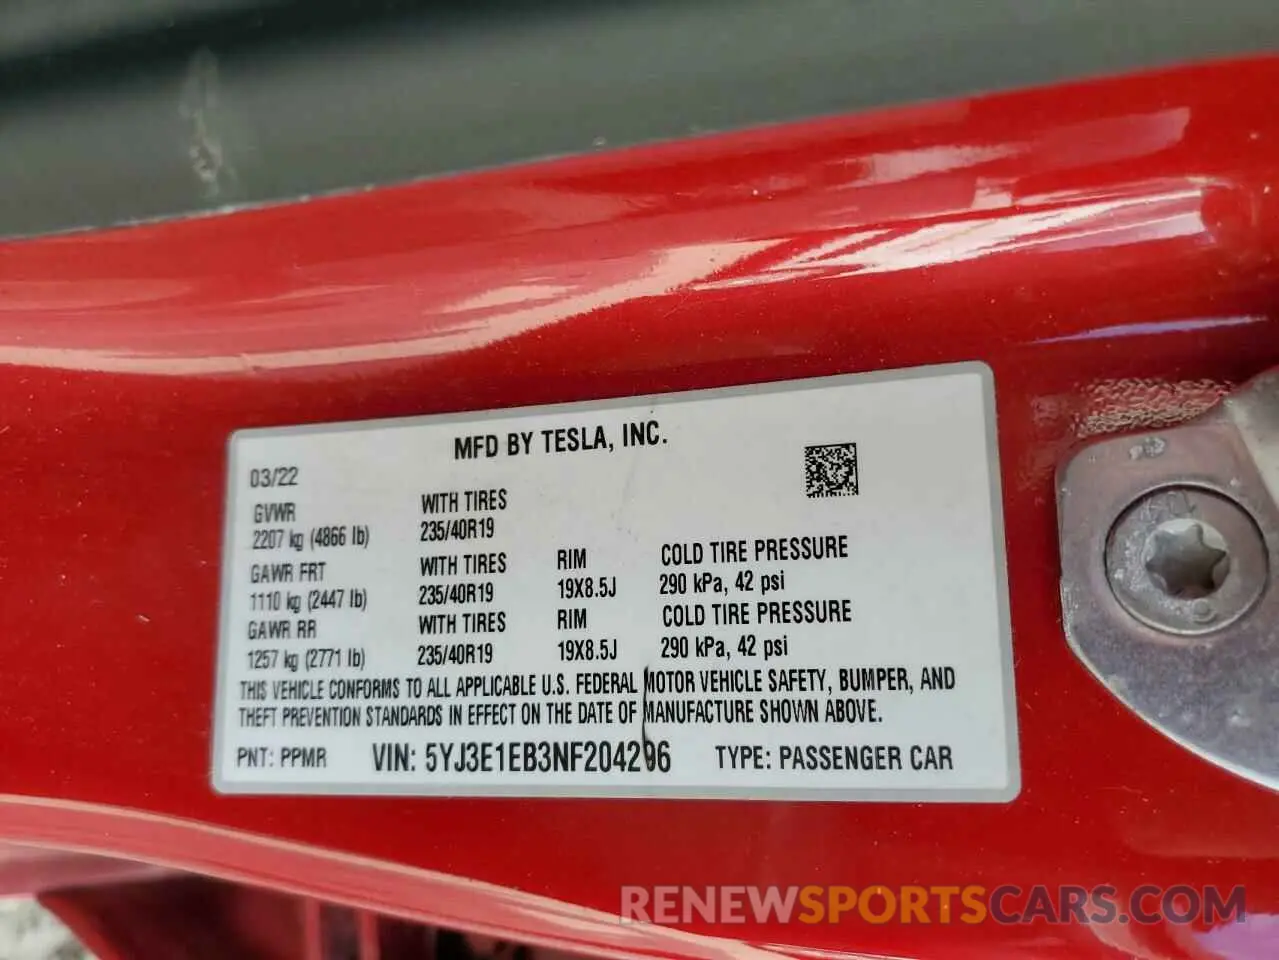 MFD BY TESLA, INC.
03/22
GVWR
2207 kg (4866 lb)
WITH TIRES
235/40R19
GAWR FRT
1110 kg (2447 lb)
WITH TIRES
235/40R19
RIM
19X8.5J
COLD TIRE PRESSURE
290 kPa, 42 psi
GAWR RR
1257 kg (2771 lb)
WITH TIRES
235/40R19
RIM
19X8.5J
COLD TIRE PRESSURE
290 kPa, 42 psi
THIS VEHICLE CONFORMS TO ALL APPLICABLE U.S. FEDERAL MOTOR VEHICLE SAFETY, BUMPER, AND
THEFT PREVENTION STANDARDS IN EFFECT ON THE DATE OF MANUFACTURE SHOWN ABOVE.
PNT: PPMR VIN: 5YJ3E1EB3NF204296 TYPE: PASSENGER CAR
RENEWSPORTSCARS.COM